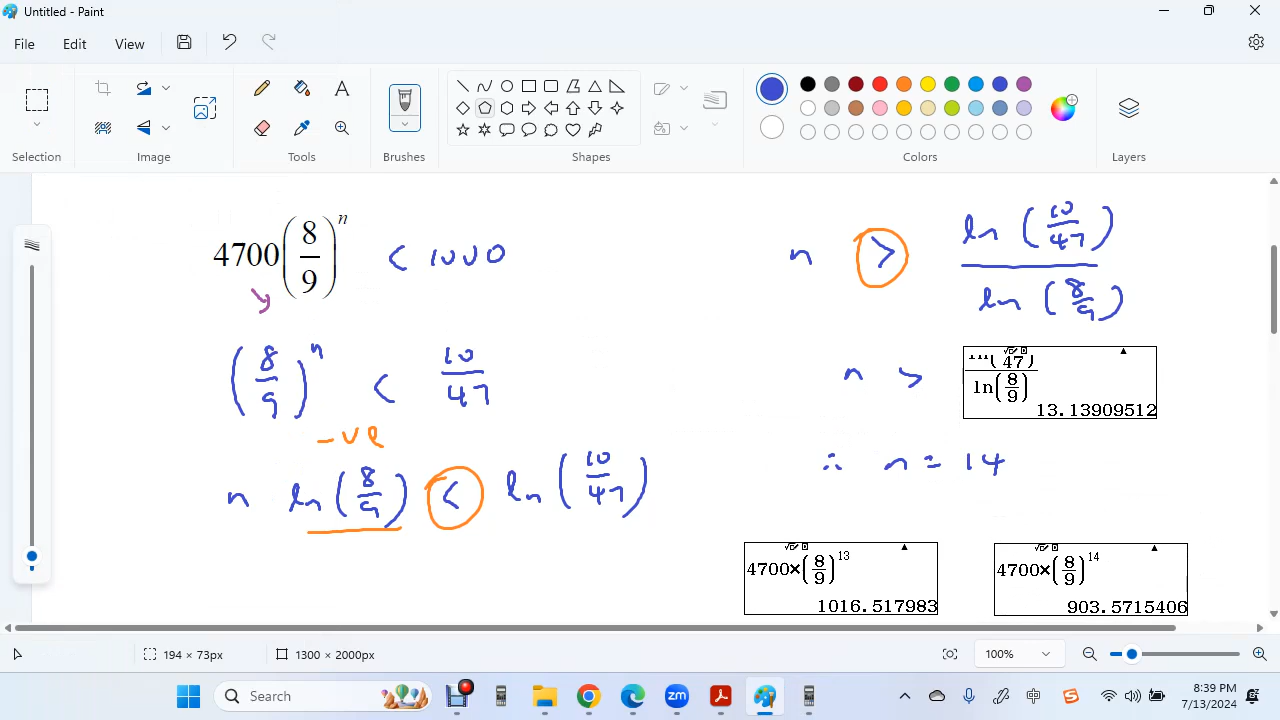 Untitled - Paint
File Edit View
Selection Image Tools Brushes Shapes Colors Layers
4700(8/9)^n < 1000
(8/9)^n < 10/47
-ve
n ln(8/9) < ln(10/47)
n > ln(10/47) / ln(8/9)
n > 
47)
ln(8/9)
13.13909512
∴ n = 14
4700×(8/9)^13
1016.517983
4700×(8/9)^14
903.5715406
194 × 73px
1300 × 2000px
100%
Search
zm
中
8:39 PM
7/13/2024